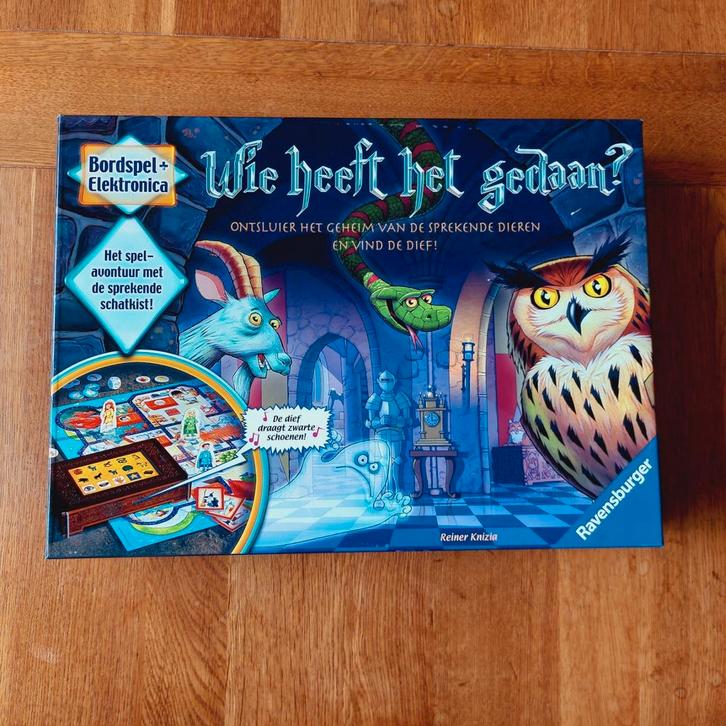 Bordspel +
Elektronica
Wie heeft het gedaan?
ONTSLUIER HET GEHEIM VAN DE SPREKENDE DIEREN
EN VIND DE DIEF!
Het spel-
avontuur met
de sprekende
schatkist!
De dief
draagt zwarte
schoenen!
Reiner Knizia
Ravensburger